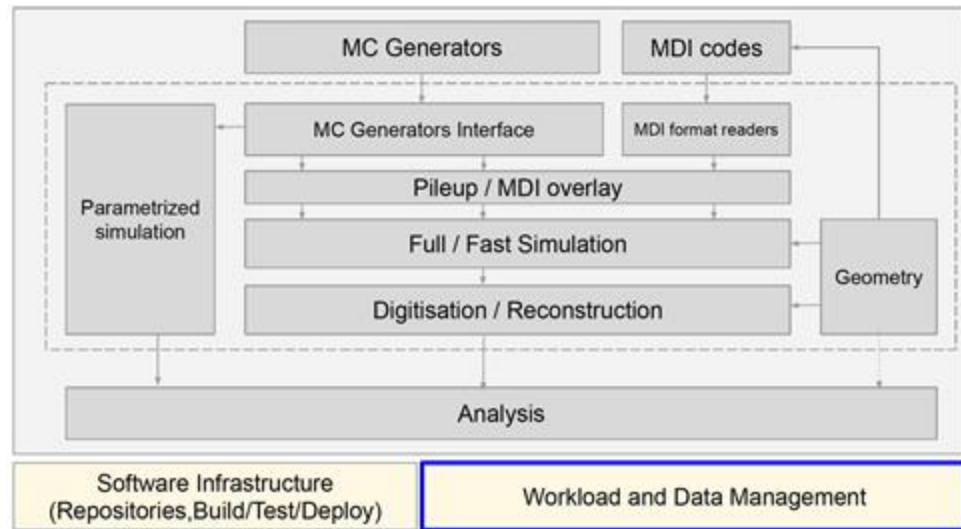 MC Generators
MDI codes
MC Generators Interface
MDI format readers
Pileup / MDI overlay
Parametrized
simulation
Full / Fast Simulation
Geometry
Digitisation / Reconstruction
Analysis
Software Infrastructure
(Repositories,Build/Test/Deploy)
Workload and Data Management